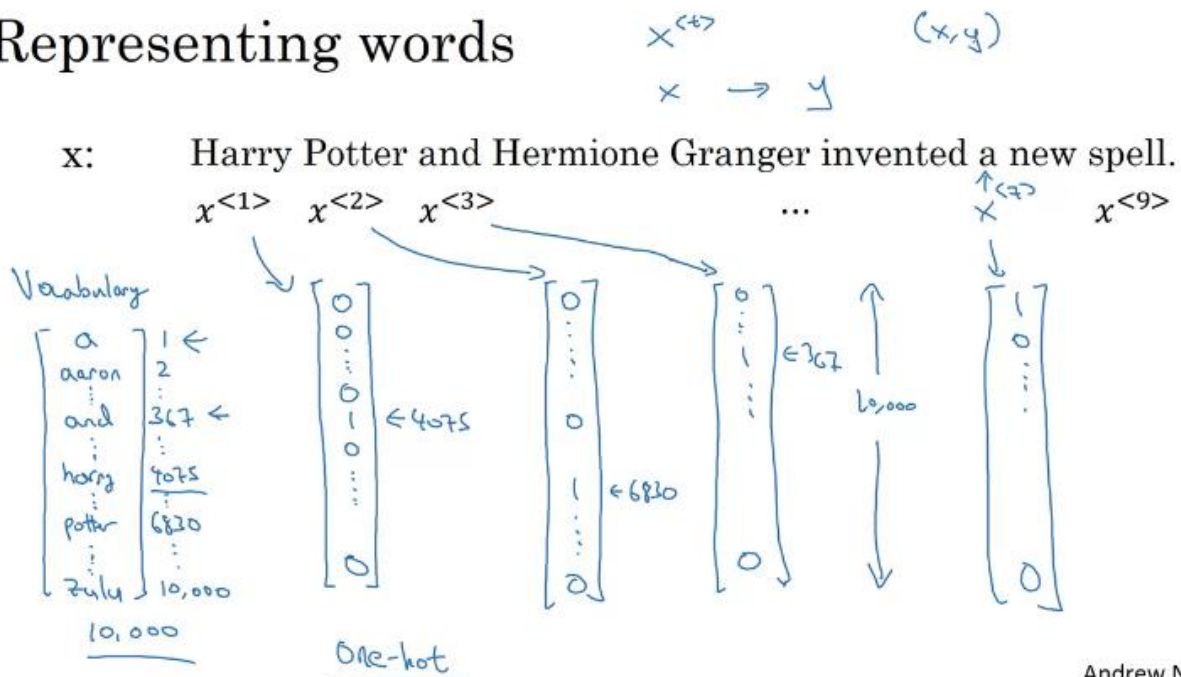 Representing words
x<t> (x,y)
x → y
x: Harry Potter and Hermione Granger invented a new spell.
x<1> x<2> x<3> ... x<7> x<9>
Vocabulary
a 1 ←
aaron 2
and 367 ←
harry 4075
potter 6830
zulu 10,000
10,000
0
0
0
1 ←4075
0
0
0
0
1 ←6830
0
0
1 ←367
0
10,000
1
0
0
One-hot
Andrew N